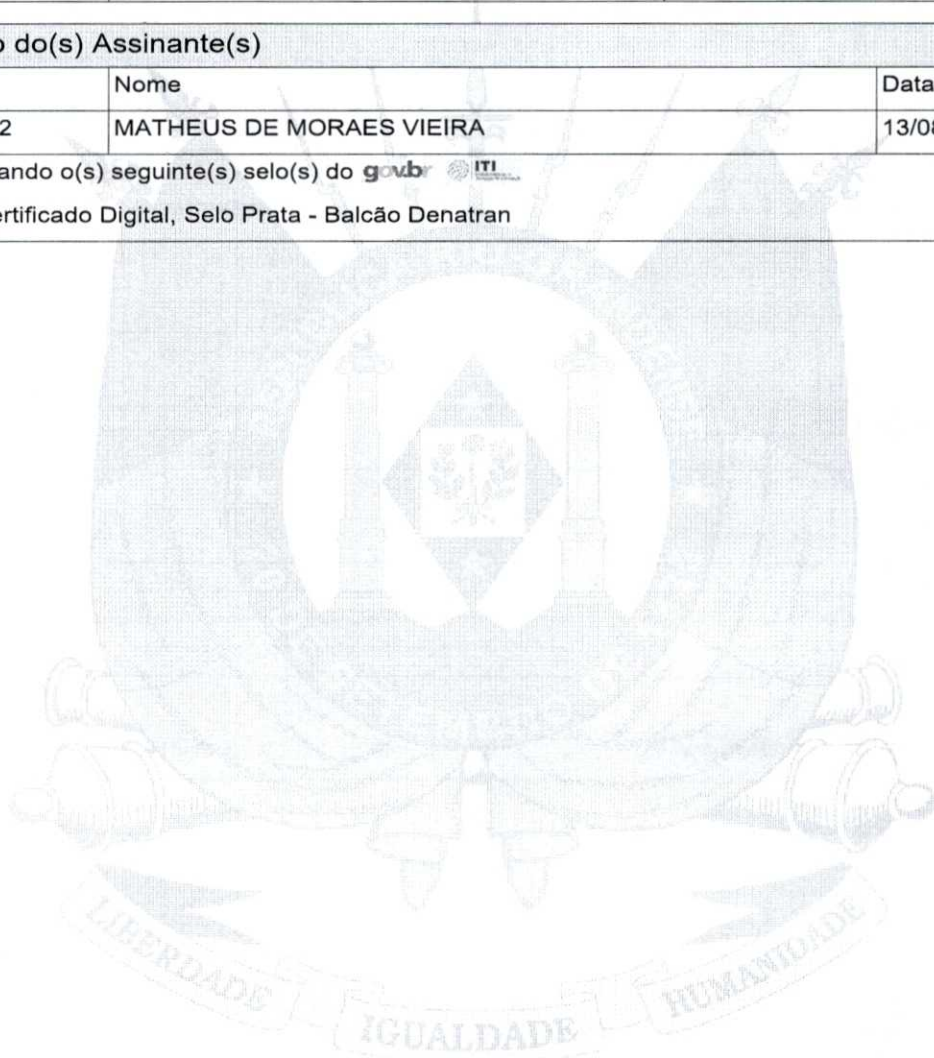 do(s) Assinante(s)
Nome
Data
2
MATHEUS DE MORAES VIEIRA
13/08
ando o(s) seguinte(s) selo(s) do gov.br ITI
ertificado Digital, Selo Prata - Balcão Denatran
LIBERDADE
IGUALDADE
HUMANIDADE